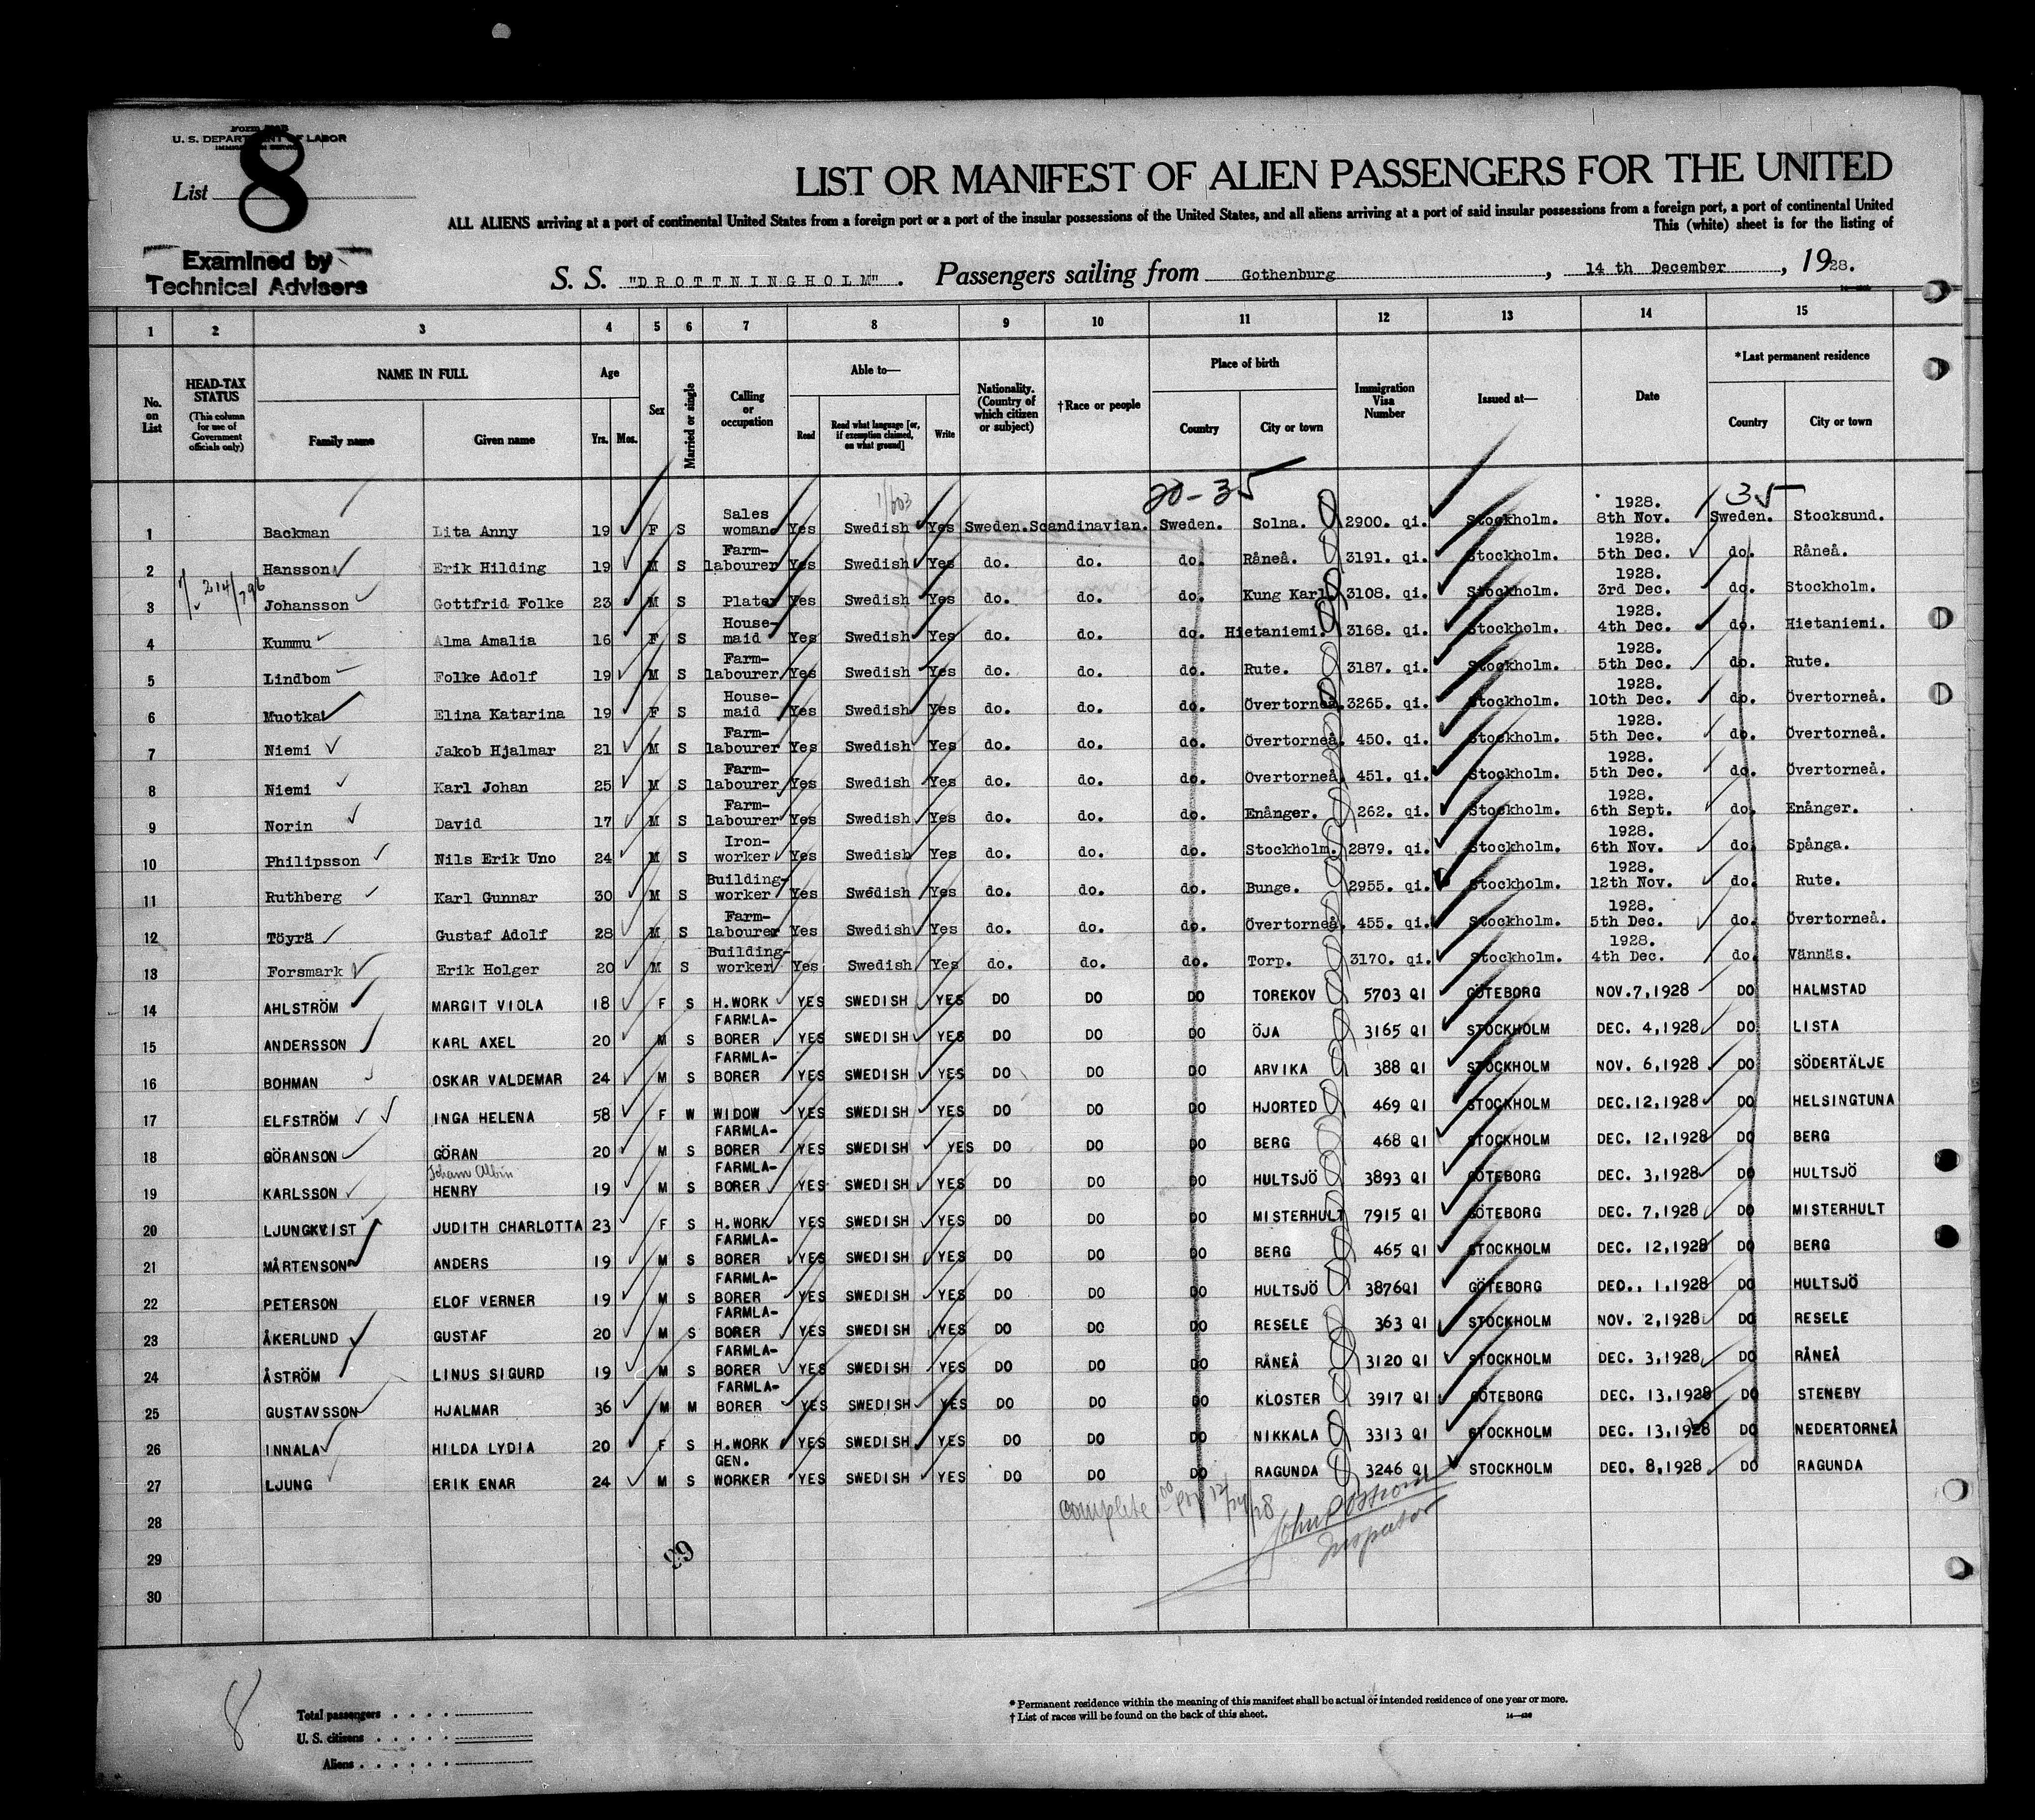 U. S. DEPARTMENT OF LABOR
List 8
Examined by
Technical Advisers
LIST OR MANIFEST OF ALIEN PASSENGERS FOR THE UNITED
ALL ALIENS arriving at a port of continental United States from a foreign port or a port of the insular possessions of the United States, and all aliens arriving at a port of said insular possessions from a foreign port, a port of continental United
This (white) sheet is for the listing of
S. S. "DROTTNINGHOLM". Passengers sailing from Gothenburg, 14 th December, 1928.
1 2 3 4 5 6 7 8 9 10 11 12 13 14 15
No. on List
HEAD-TAX STATUS (This column for use of Government officials only)
NAME IN FULL
Family name
Given name
Age
Yrs. Mos.
Sex
Married or single
Calling or occupation
Able to—
Read
Read what language [or, if exemption claimed, on what ground]
Write
Nationality. (Country of which citizen or subject)
†Race or people
Place of birth
Country
City or town
Immigration Visa Number
Issued at—
Date
*Last permanent residence
Country
City or town
20-35
35
1 Backman Lita Anny 19 F S Sales woman Yes Swedish Yes Sweden. Scandinavian. Sweden. Solna. 2900. qi. Stockholm. 1928. 8th Nov. Sweden. Stocksund.
2 Hansson Erik Hilding 19 M S Farm-labourer Yes Swedish Yes do. do. do. Råneå. 3191. qi. Stockholm. 1928. 5th Dec. do. Råneå.
214/796
3 Johansson Gottfrid Folke 23 M S Plater Yes Swedish Yes do. do. do. Kung Karl 3108. qi. Stockholm. 1928. 3rd Dec. do. Stockholm.
4 Kummu Alma Amalia 16 F S House-maid Yes Swedish Yes do. do. do. Hietaniemi. 3168. qi. Stockholm. 1928. 4th Dec. do. Hietaniemi.
5 Lindbom Folke Adolf 19 M S Farm-labourer Yes Swedish Yes do. do. do. Rute. 3187. qi. Stockholm. 1928. 5th Dec. do. Rute.
6 Muotka Elina Katarina 19 F S House-maid Yes Swedish Yes do. do. do. Övertorneå. 3265. qi. Stockholm. 1928. 10th Dec. do. Övertorneå.
7 Niemi Jakob Hjalmar 21 M S Farm-labourer Yes Swedish Yes do. do. do. Övertorneå. 450. qi. Stockholm. 1928. 5th Dec. do. Övertorneå.
8 Niemi Karl Johan 25 M S Farm-labourer Yes Swedish Yes do. do. do. Övertorneå. 451. qi. Stockholm. 1928. 5th Dec. do. Övertorneå.
9 Norin David 17 M S Farm-labourer Yes Swedish Yes do. do. do. Enånger. 262. qi. Stockholm. 1928. 6th Sept. do. Enånger.
10 Philipsson Nils Erik Uno 24 M S Iron-worker Yes Swedish Yes do. do. do. Stockholm. 2879. qi. Stockholm. 1928. 6th Nov. do. Spånga.
11 Ruthberg Karl Gunnar 30 M S Building-worker Yes Swedish Yes do. do. do. Bunge. 2955. qi. Stockholm. 1928. 12th Nov. do. Rute.
12 Töyrä Gustaf Adolf 28 M S Farm-labourer Yes Swedish Yes do. do. do. Övertorneå. 455. qi. Stockholm. 1928. 5th Dec. do. Övertorneå.
13 Forsmark Erik Holger 20 M S Building-worker Yes Swedish Yes do. do. do. Torp. 3170. qi. Stockholm. 1928. 4th Dec. do. Vännäs.
14 AHLSTRÖM MARGIT VIOLA 18 F S H.WORK YES SWEDISH YES DO DO DO TOREKOV 5703 QI GÖTEBORG NOV.7,1928 DO HALMSTAD
15 ANDERSSON KARL AXEL 20 M S FARMLA-BORER YES SWEDISH YES DO DO DO ÖJA 3165 QI STOCKHOLM DEC. 4,1928 DO LISTA
16 BOHMAN OSKAR VALDEMAR 24 M S FARMLA-BORER YES SWEDISH YES DO DO DO ARVIKA 388 QI STOCKHOLM NOV. 6,1928 DO SÖDERTÄLJE
17 ELFSTRÖM INGA HELENA 58 F W WIDOW YES SWEDISH YES DO DO DO HJORTED 469 QI STOCKHOLM DEC.12,1928 DO HELSINGTUNA
18 GÖRANSON GÖRAN 20 M S FARMLA-BORER YES SWEDISH YES DO DO DO BERG 468 QI STOCKHOLM DEC. 12,1928 DO BERG
Johan Albin
19 KARLSSON HENRY 19 M S FARMLA-BORER YES SWEDISH YES DO DO DO HULTSJÖ 3893 QI GÖTEBORG DEC. 3,1928 DO HULTSJÖ
20 LJUNGKVIST JUDITH CHARLOTTA 23 F S H.WORK YES SWEDISH YES DO DO DO MISTERHULT 7915 QI GÖTEBORG DEC. 7,1928 DO MISTERHULT
21 MÅRTENSON ANDERS 19 M S FARMLA-BORER YES SWEDISH YES DO DO DO BERG 465 QI STOCKHOLM DEC. 12,1928 DO BERG
22 PETERSON ELOF VERNER 19 M S FARMLA-BORER YES SWEDISH YES DO DO DO HULTSJÖ 3876QI GÖTEBORG DEC., 1,1928 DO HULTSJÖ
23 ÅKERLUND GUSTAF 20 M S FARMLA-BORER YES SWEDISH YES DO DO DO RESELE 363 QI STOCKHOLM NOV. 2,1928 DO RESELE
24 ÅSTRÖM LINUS SIGURD 19 M S FARMLA-BORER YES SWEDISH YES DO DO DO RÅNEÅ 3120 QI STOCKHOLM DEC. 3,1928 DO RÅNEÅ
25 GUSTAVSSON HJALMAR 36 M M FARMLA-BORER YES SWEDISH YES DO DO DO KLOSTER 3917 QI GÖTEBORG DEC. 13,1928 DO STENEBY
26 INNALA HILDA LYDIA 20 F S H.WORK YES SWEDISH YES DO DO DO NIKKALA 3313 QI STOCKHOLM DEC. 13,1928 DO NEDERTORNEÅ
27 LJUNG ERIK ENAR 24 M S GEN. WORKER YES SWEDISH YES DO DO DO RAGUNDA 3246 QI STOCKHOLM DEC. 8,1928 DO RAGUNDA
28
29
30
complete
Inspector
8
Total passengers
U. S. citizens
Aliens
* Permanent residence within the meaning of this manifest shall be actual or intended residence of one year or more.
† List of races will be found on the back of this sheet.